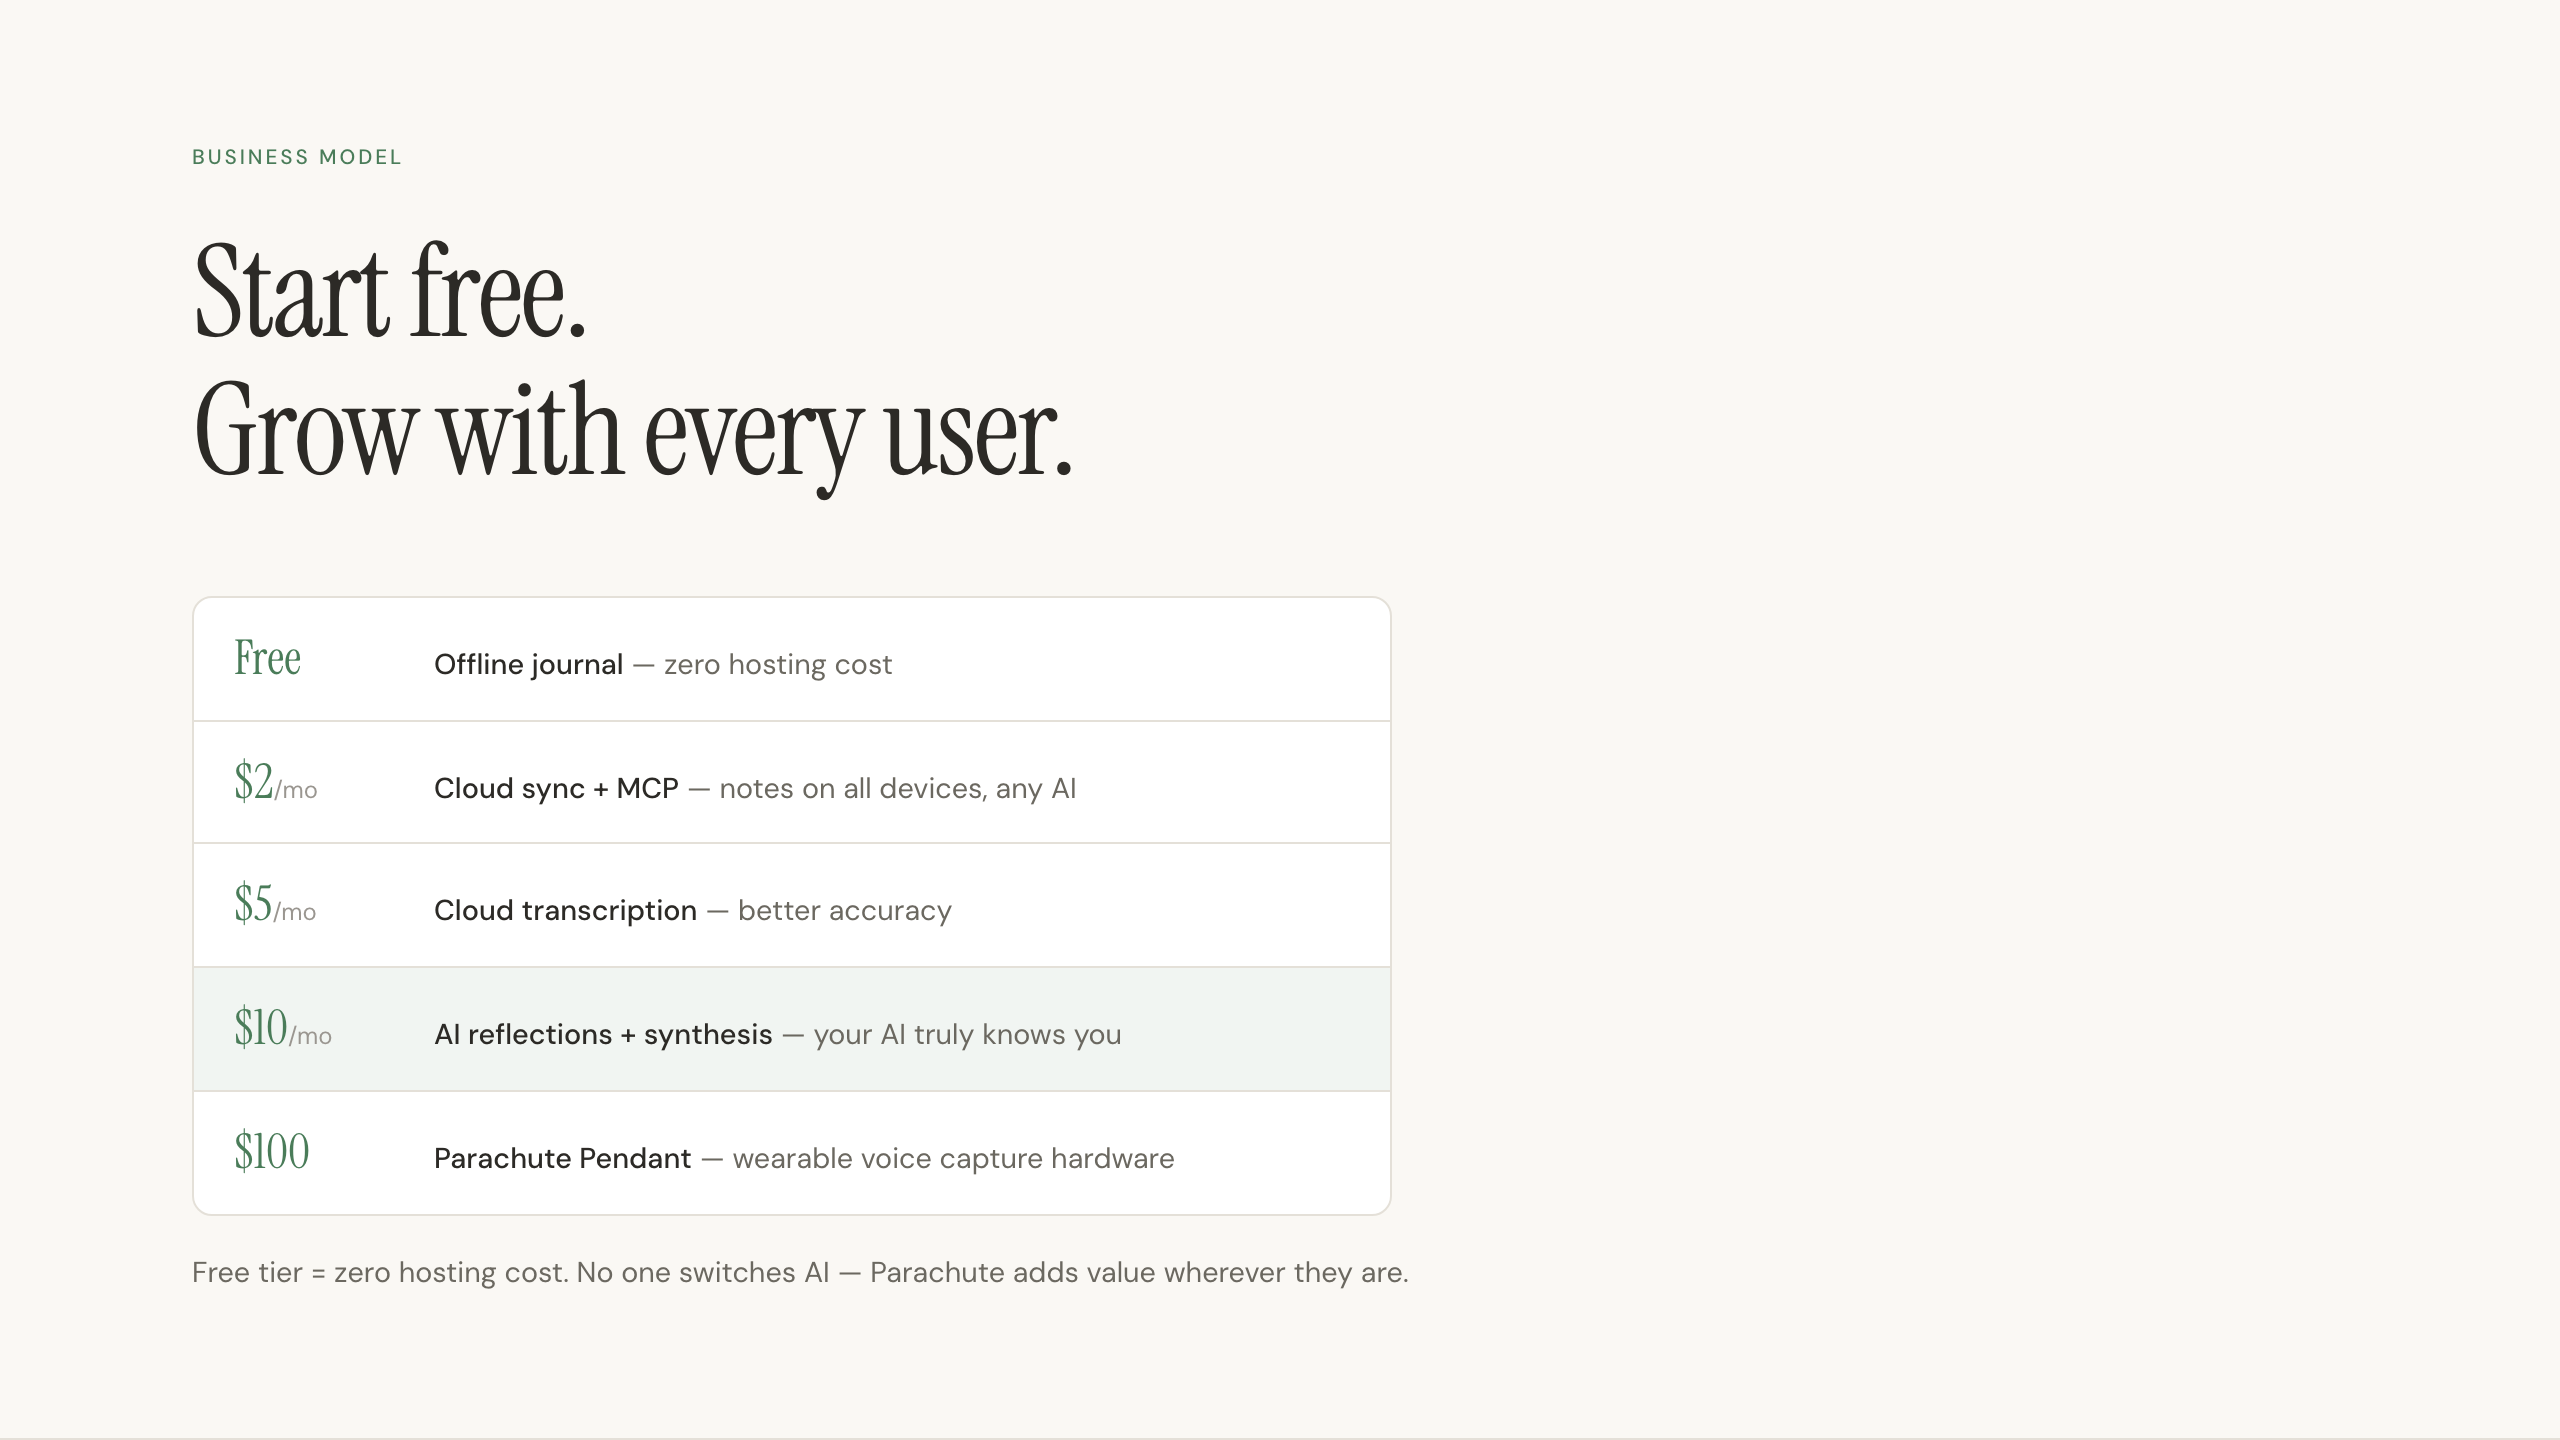 BUSINESS MODEL
Start free.
Grow with every user.
Free Offline journal — zero hosting cost
$2/mo Cloud sync + MCP — notes on all devices, any AI
$5/mo Cloud transcription — better accuracy
$10/mo AI reflections + synthesis — your AI truly knows you
$100 Parachute Pendant — wearable voice capture hardware
Free tier = zero hosting cost. No one switches AI — Parachute adds value wherever they are.